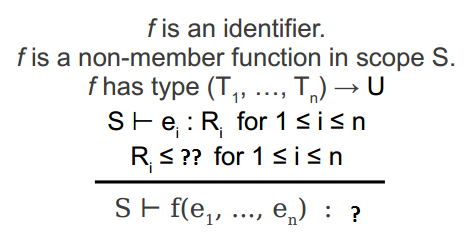 f is an identifier.
f is a non-member function in scope S.
f has type (T₁, ..., Tₙ) → U
S ⊢ eᵢ : Rᵢ for 1 ≤ i ≤ n
Rᵢ ≤ ?? for 1 ≤ i ≤ n
S ⊢ f(e₁, ..., eₙ) : ?